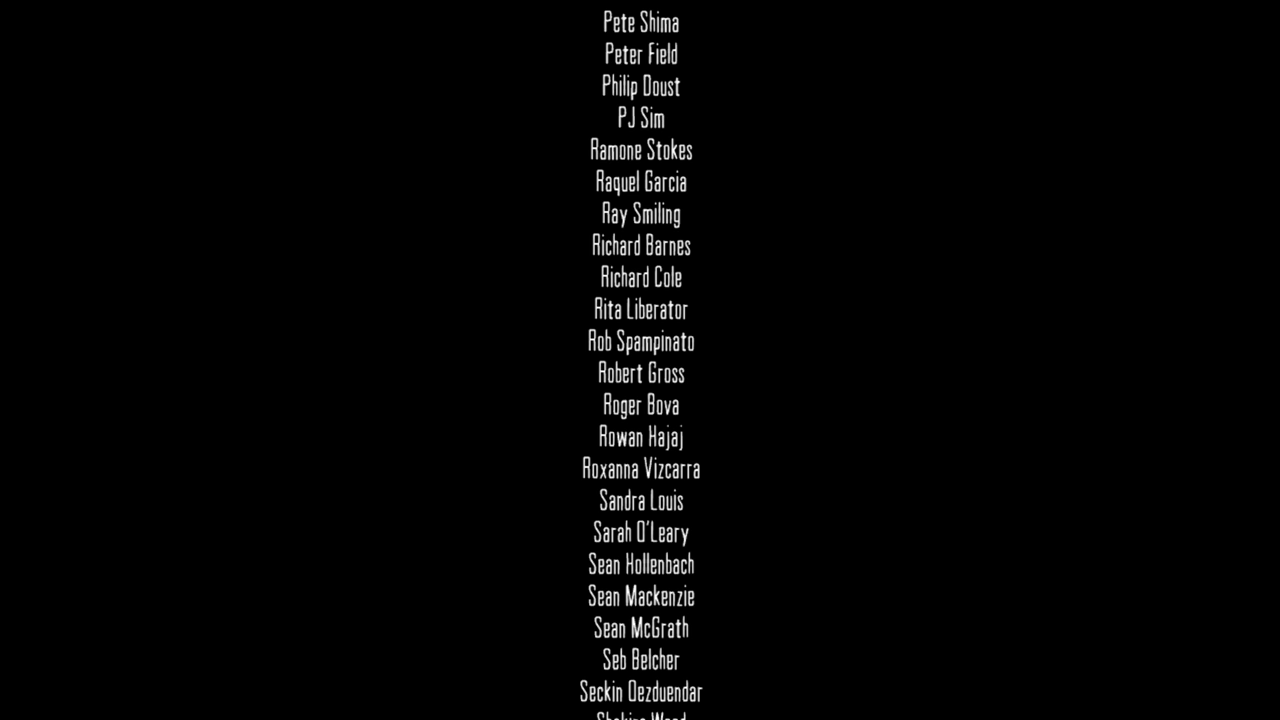 Pete Shima
Peter Field
Philip Doust
PJ Sim
Ramone Stokes
Raquel Garcia
Ray Smiling
Richard Barnes
Richard Cole
Rita Liberator
Rob Spampinato
Robert Gross
Roger Bova
Rowan Hajaj
Roxanna Vizcarra
Sandra Louis
Sarah O'Leary
Sean Hollenbach
Sean Mackenzie
Sean McGrath
Seb Belcher
Seckin Oezduendar